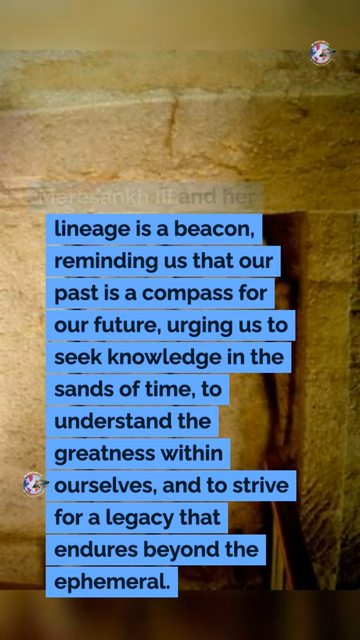 Meresankh III and her
lineage is a beacon,
reminding us that our
past is a compass for
our future, urging us to
seek knowledge in the
sands of time, to
understand the
greatness within
ourselves, and to strive
for a legacy that
endures beyond the
ephemeral.